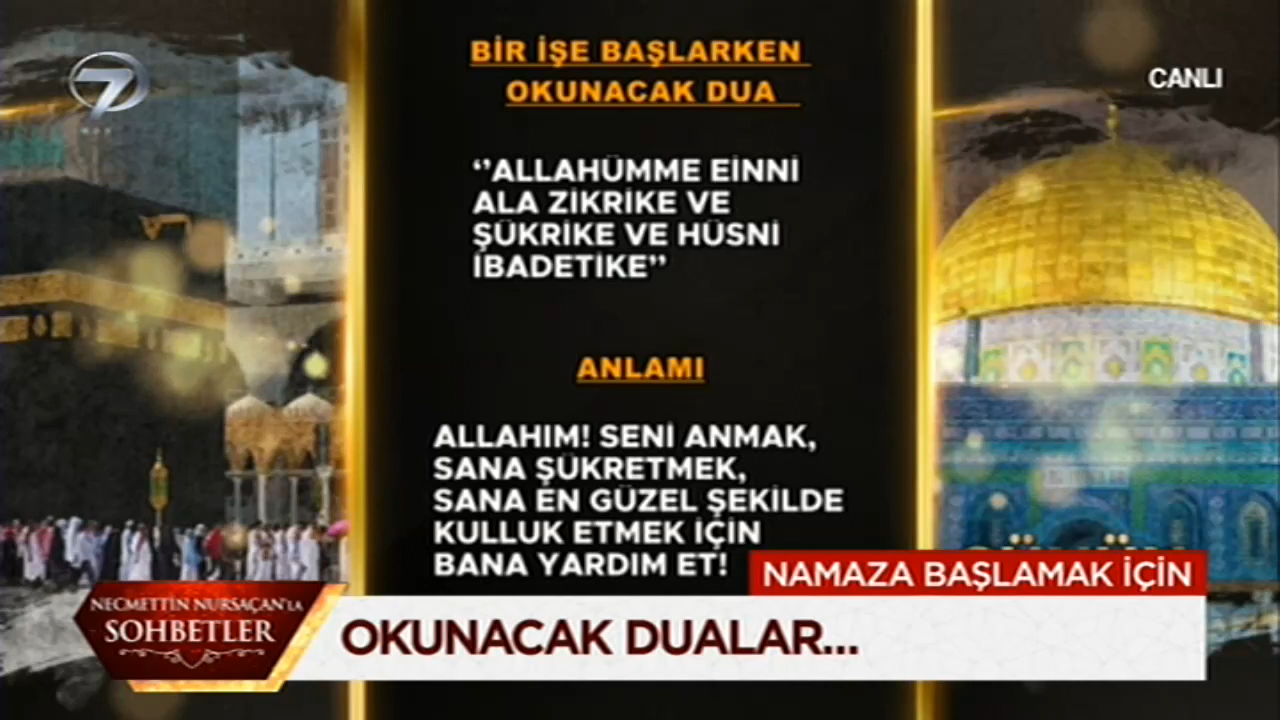 7
CANLI
BİR İŞE BAŞLARKEN
OKUNACAK DUA
‘’ALLAHÜMME EİNNİ
ALA ZİKRİKE VE
ŞÜKRİKE VE HÜSNİ
İBADETİKE’’
ANLAMI
ALLAHIM! SENİ ANMAK,
SANA ŞÜKRETMEK,
SANA EN GÜZEL ŞEKİLDE
KULLUK ETMEK İÇİN
BANA YARDIM ET!
NAMAZA BAŞLAMAK İÇİN
NECMETTİN NURSAÇAN'LA
SOHBETLER
OKUNACAK DUALAR...